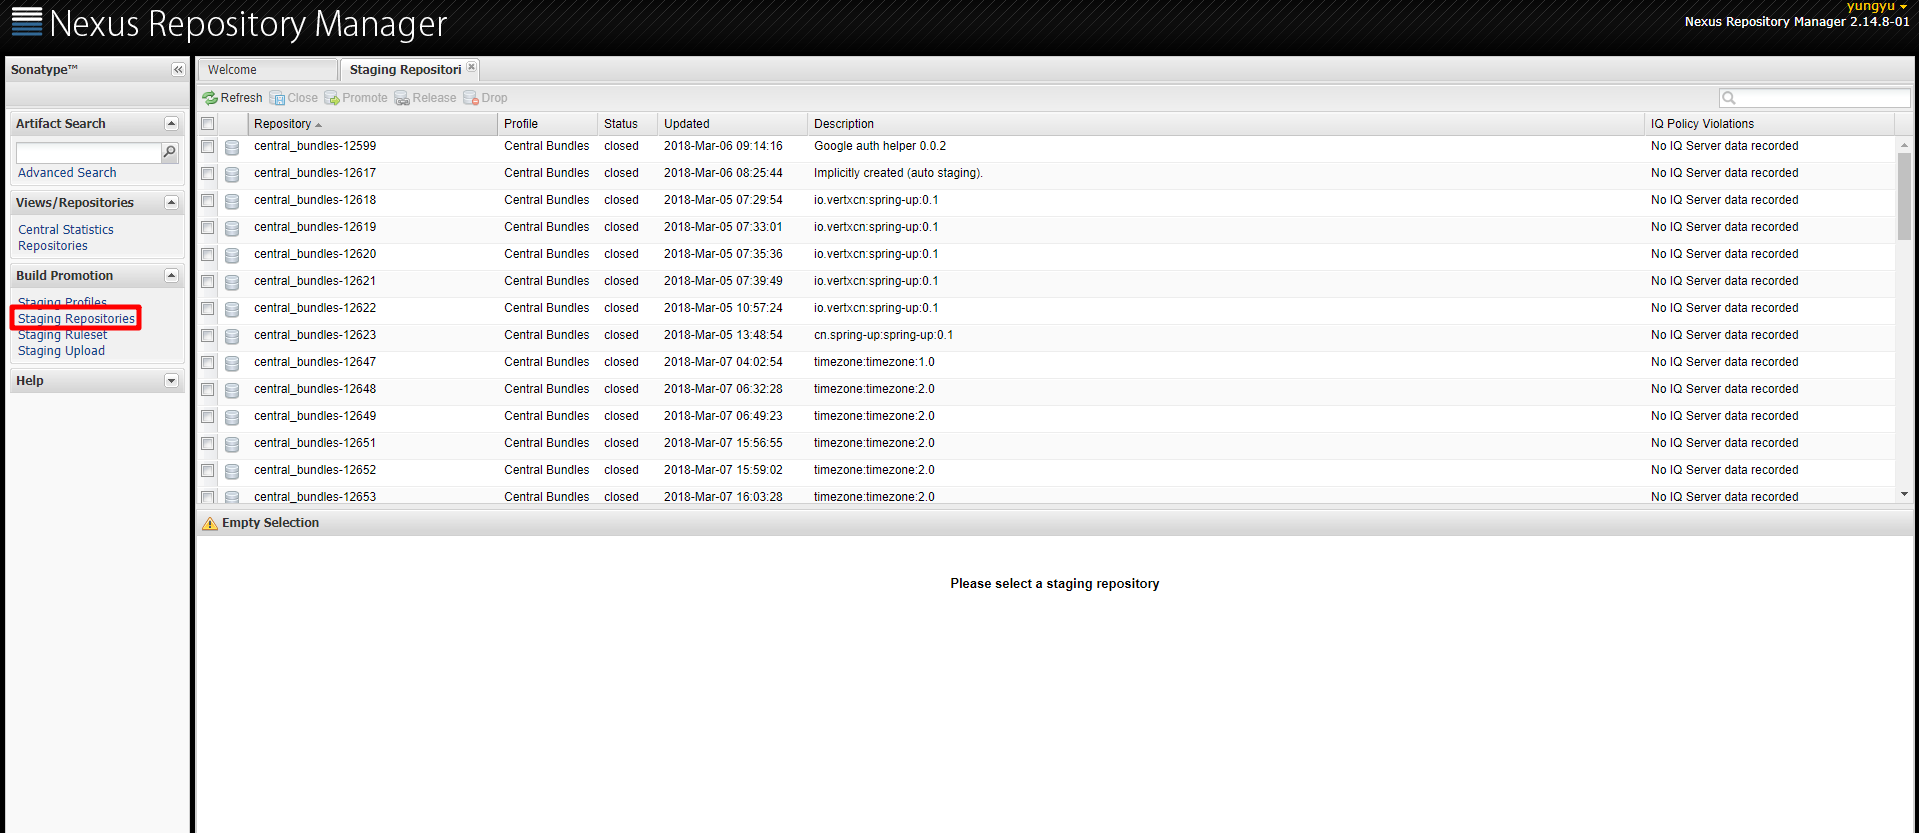 Nexus Repository Manager
yungyu
Nexus Repository Manager 2.14.8-01
Sonatype™
Welcome
Staging Repositori
Refresh Close Promote Release Drop
Artifact Search
Advanced Search
Views/Repositories
Central Statistics
Repositories
Build Promotion
Staging Profiles
Staging Repositories
Staging Ruleset
Staging Upload
Help
Repository Profile Status Updated Description IQ Policy Violations
central_bundles-12599 Central Bundles closed 2018-Mar-06 09:14:16 Google auth helper 0.0.2 No IQ Server data recorded
central_bundles-12617 Central Bundles closed 2018-Mar-06 08:25:44 Implicitly created (auto staging). No IQ Server data recorded
central_bundles-12618 Central Bundles closed 2018-Mar-05 07:29:54 io.vertxcn:spring-up:0.1 No IQ Server data recorded
central_bundles-12619 Central Bundles closed 2018-Mar-05 07:33:01 io.vertxcn:spring-up:0.1 No IQ Server data recorded
central_bundles-12620 Central Bundles closed 2018-Mar-05 07:35:36 io.vertxcn:spring-up:0.1 No IQ Server data recorded
central_bundles-12621 Central Bundles closed 2018-Mar-05 07:39:49 io.vertxcn:spring-up:0.1 No IQ Server data recorded
central_bundles-12622 Central Bundles closed 2018-Mar-05 10:57:24 io.vertxcn:spring-up:0.1 No IQ Server data recorded
central_bundles-12623 Central Bundles closed 2018-Mar-05 13:48:54 cn.spring-up:spring-up:0.1 No IQ Server data recorded
central_bundles-12647 Central Bundles closed 2018-Mar-07 04:02:54 timezone:timezone:1.0 No IQ Server data recorded
central_bundles-12648 Central Bundles closed 2018-Mar-07 06:32:28 timezone:timezone:2.0 No IQ Server data recorded
central_bundles-12649 Central Bundles closed 2018-Mar-07 06:49:23 timezone:timezone:2.0 No IQ Server data recorded
central_bundles-12651 Central Bundles closed 2018-Mar-07 15:56:55 timezone:timezone:2.0 No IQ Server data recorded
central_bundles-12652 Central Bundles closed 2018-Mar-07 15:59:02 timezone:timezone:2.0 No IQ Server data recorded
central_bundles-12653 Central Bundles closed 2018-Mar-07 16:03:28 timezone:timezone:2.0 No IQ Server data recorded
Empty Selection
Please select a staging repository